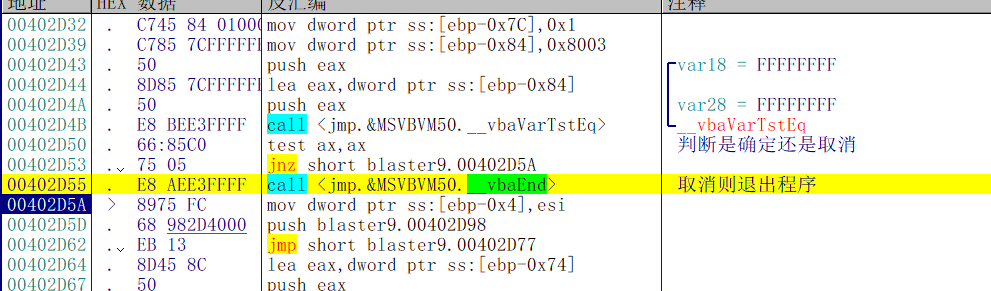 地址 HEX 数据 反汇编 注释
00402D32 . C745 84 01000 mov dword ptr ss:[ebp-0x7C],0x1
00402D39 . C785 7CFFFFFF mov dword ptr ss:[ebp-0x84],0x8003
00402D43 . 50 push eax var18 = FFFFFFFF
00402D44 . 8D85 7CFFFFFF lea eax,dword ptr ss:[ebp-0x84]
00402D4A . 50 push eax var28 = FFFFFFFF
00402D4B . E8 BEE3FFFF call <jmp.&MSVBVM50.__vbaVarTstEq> __vbaVarTstEq
00402D50 . 66:85C0 test ax,ax 判断是确定还是取消
00402D53 . 75 05 jnz short blaster9.00402D5A
00402D55 . E8 AEE3FFFF call <jmp.&MSVBVM50.__vbaEnd> 取消则退出程序
00402D5A > 8975 FC mov dword ptr ss:[ebp-0x4],esi
00402D5D . 68 982D4000 push blaster9.00402D98
00402D62 . EB 13 jmp short blaster9.00402D77
00402D64 . 8D45 8C lea eax,dword ptr ss:[ebp-0x74]
00402D67 . 50 push eax